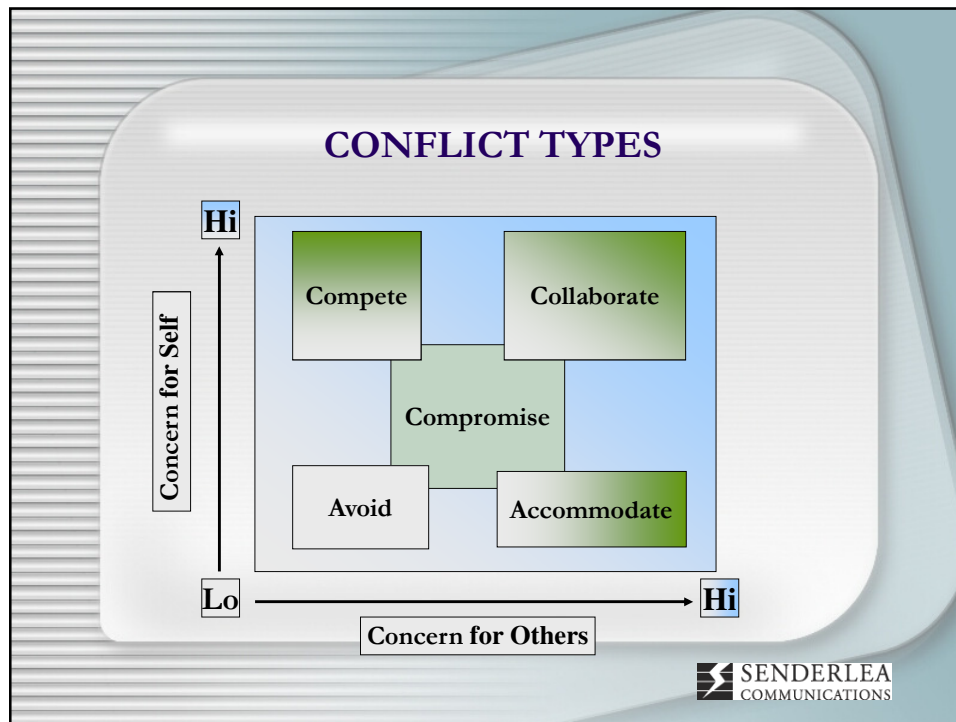 CONFLICT TYPES
Hi
Compete
Collaborate
Concern for Self
Compromise
Avoid
Accommodate
Lo
Hi
Concern for Others
SENDERLEA
COMMUNICATIONS